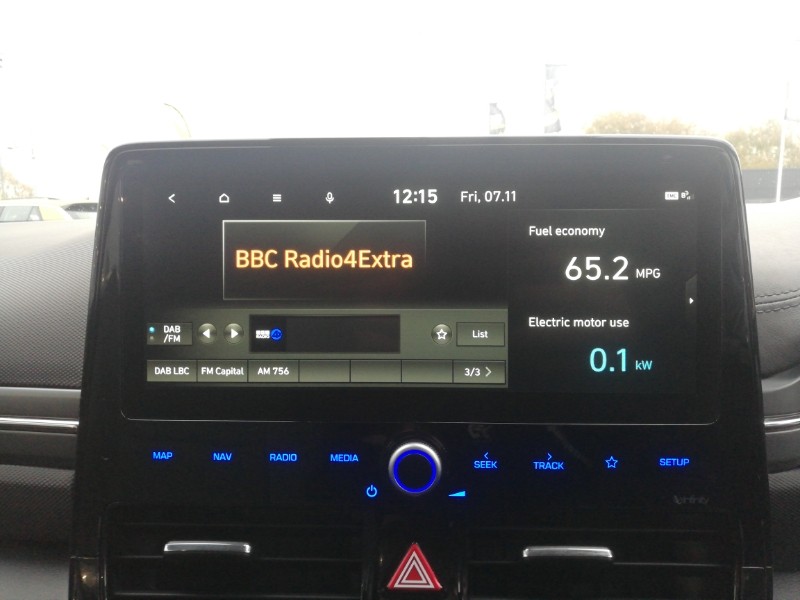 12:15 Fri, 07.11
BBC Radio4Extra
Fuel economy
65.2 MPG
Electric motor use
0.1 kW
DAB
/FM
List
DAB LBC FM Capital AM 756 3/3
MAP NAV RADIO MEDIA SEEK TRACK SETUP
infinity